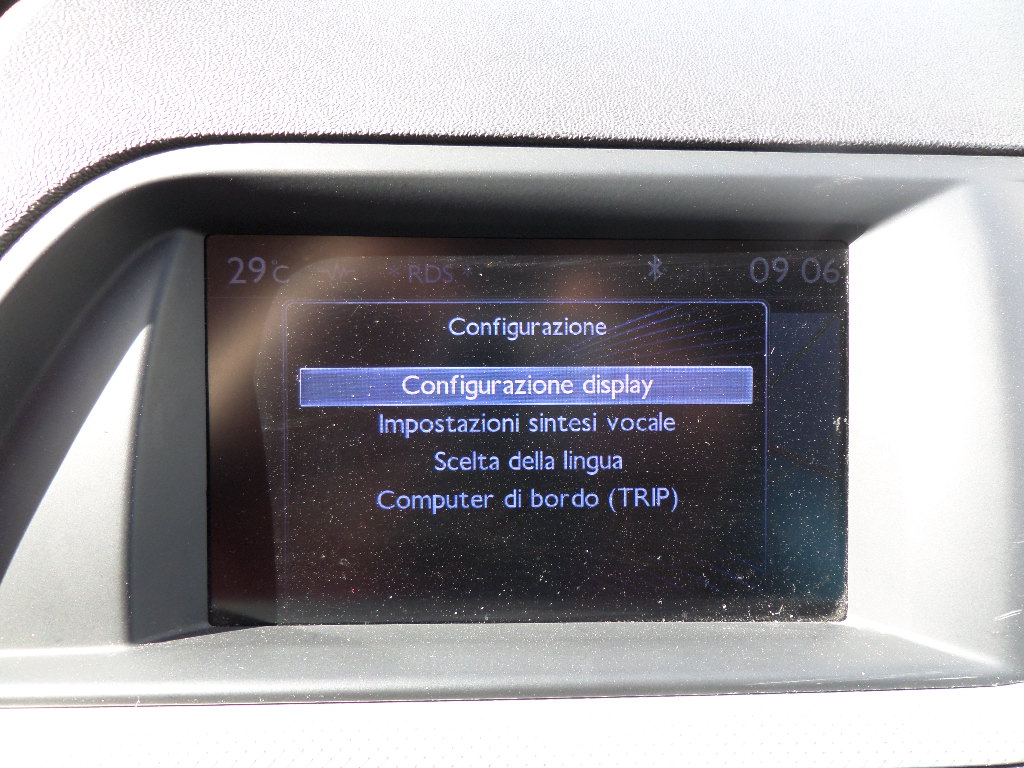 29°C W *RDS* 09 06
Configurazione
Configurazione display
Impostazioni sintesi vocale
Scelta della lingua
Computer di bordo (TRIP)